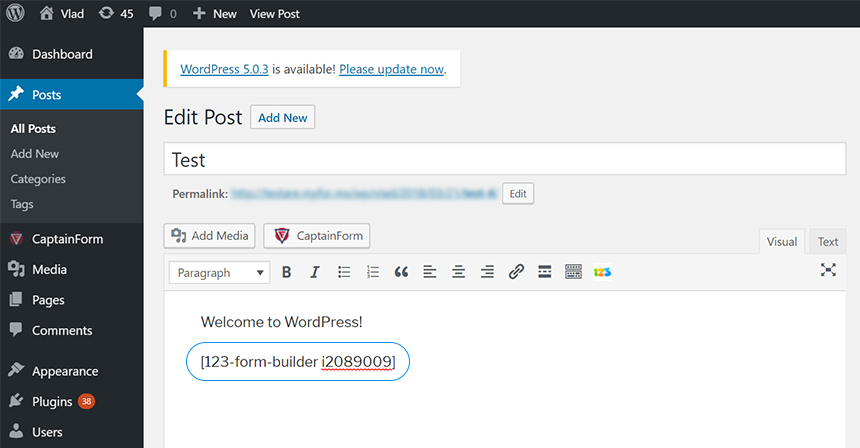 Vlad 45 0 New View Post
Dashboard
Posts
All Posts
Add New
Categories
Tags
CaptainForm
Media
Pages
Comments
Appearance
Plugins 38
Users
WordPress 5.0.3 is available! Please update now.
Edit Post Add New
Test
Permalink: Edit
Add Media CaptainForm
Visual Text
Paragraph B I 123
Welcome to WordPress!
[123-form-builder i2089009]